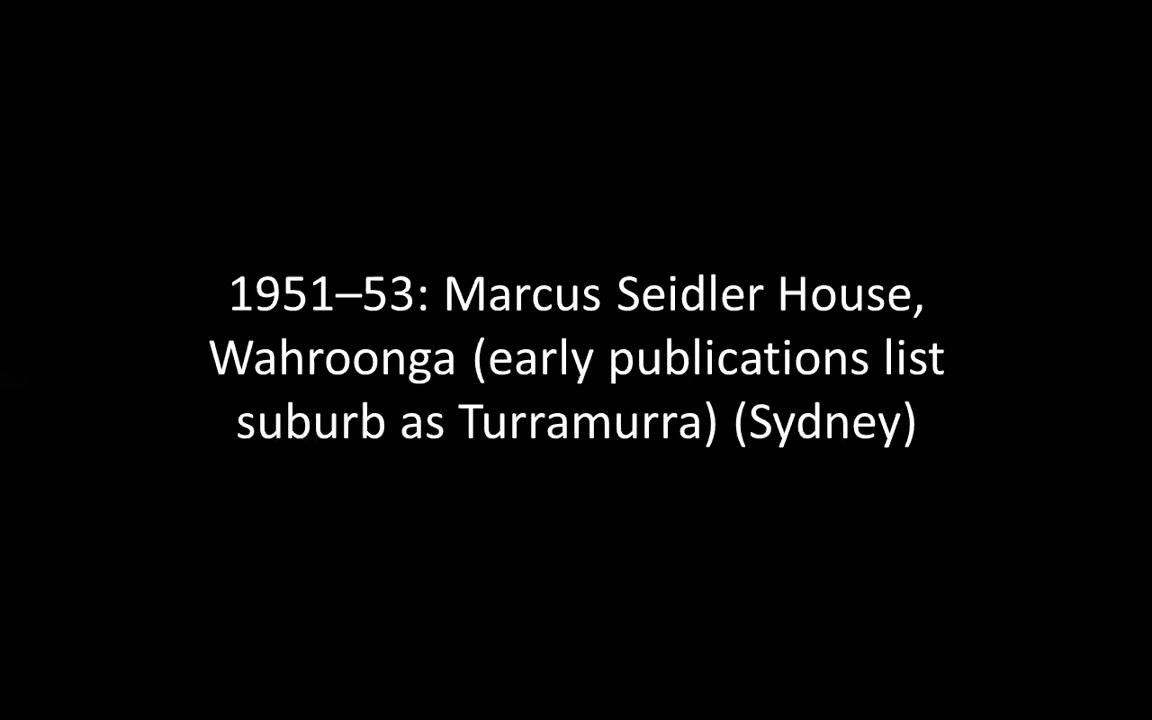 1951–53: Marcus Seidler House,
Wahroonga (early publications list
suburb as Turramurra) (Sydney)